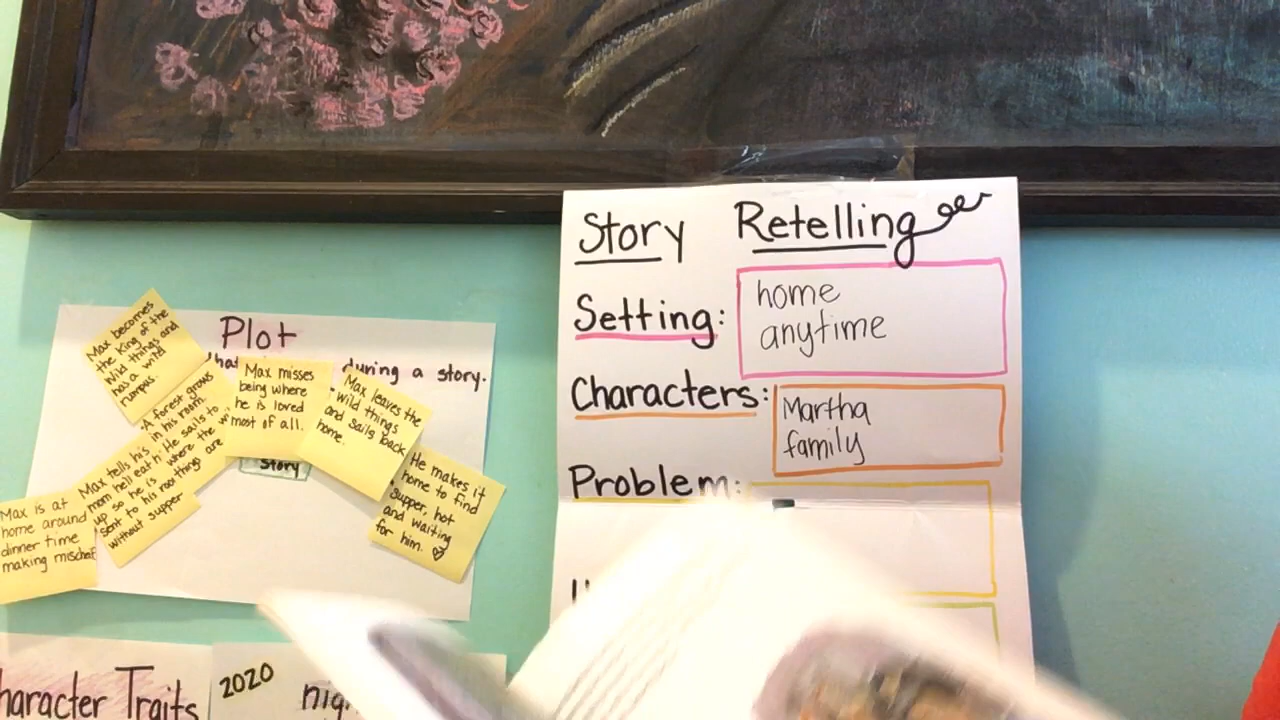 Story Retelling
Setting:
home
anytime
Characters:
Martha
family
Problem:
Plot
during a story.
story
Max is at
home around
dinner time
making mischief
Max tells his
mom he'll eat
up so he is
sent to his room
without supper
A forest grows
in his room.
He sails to
where the
wild things are
Max becomes
the King of the
Wild things and
has a wild
rumpus.
Max misses
being where
he is loved
most of all.
Max leaves the
wild things
and sails back
home.
He makes it
home to find
supper, hot
and waiting
for him.
Traits
2020